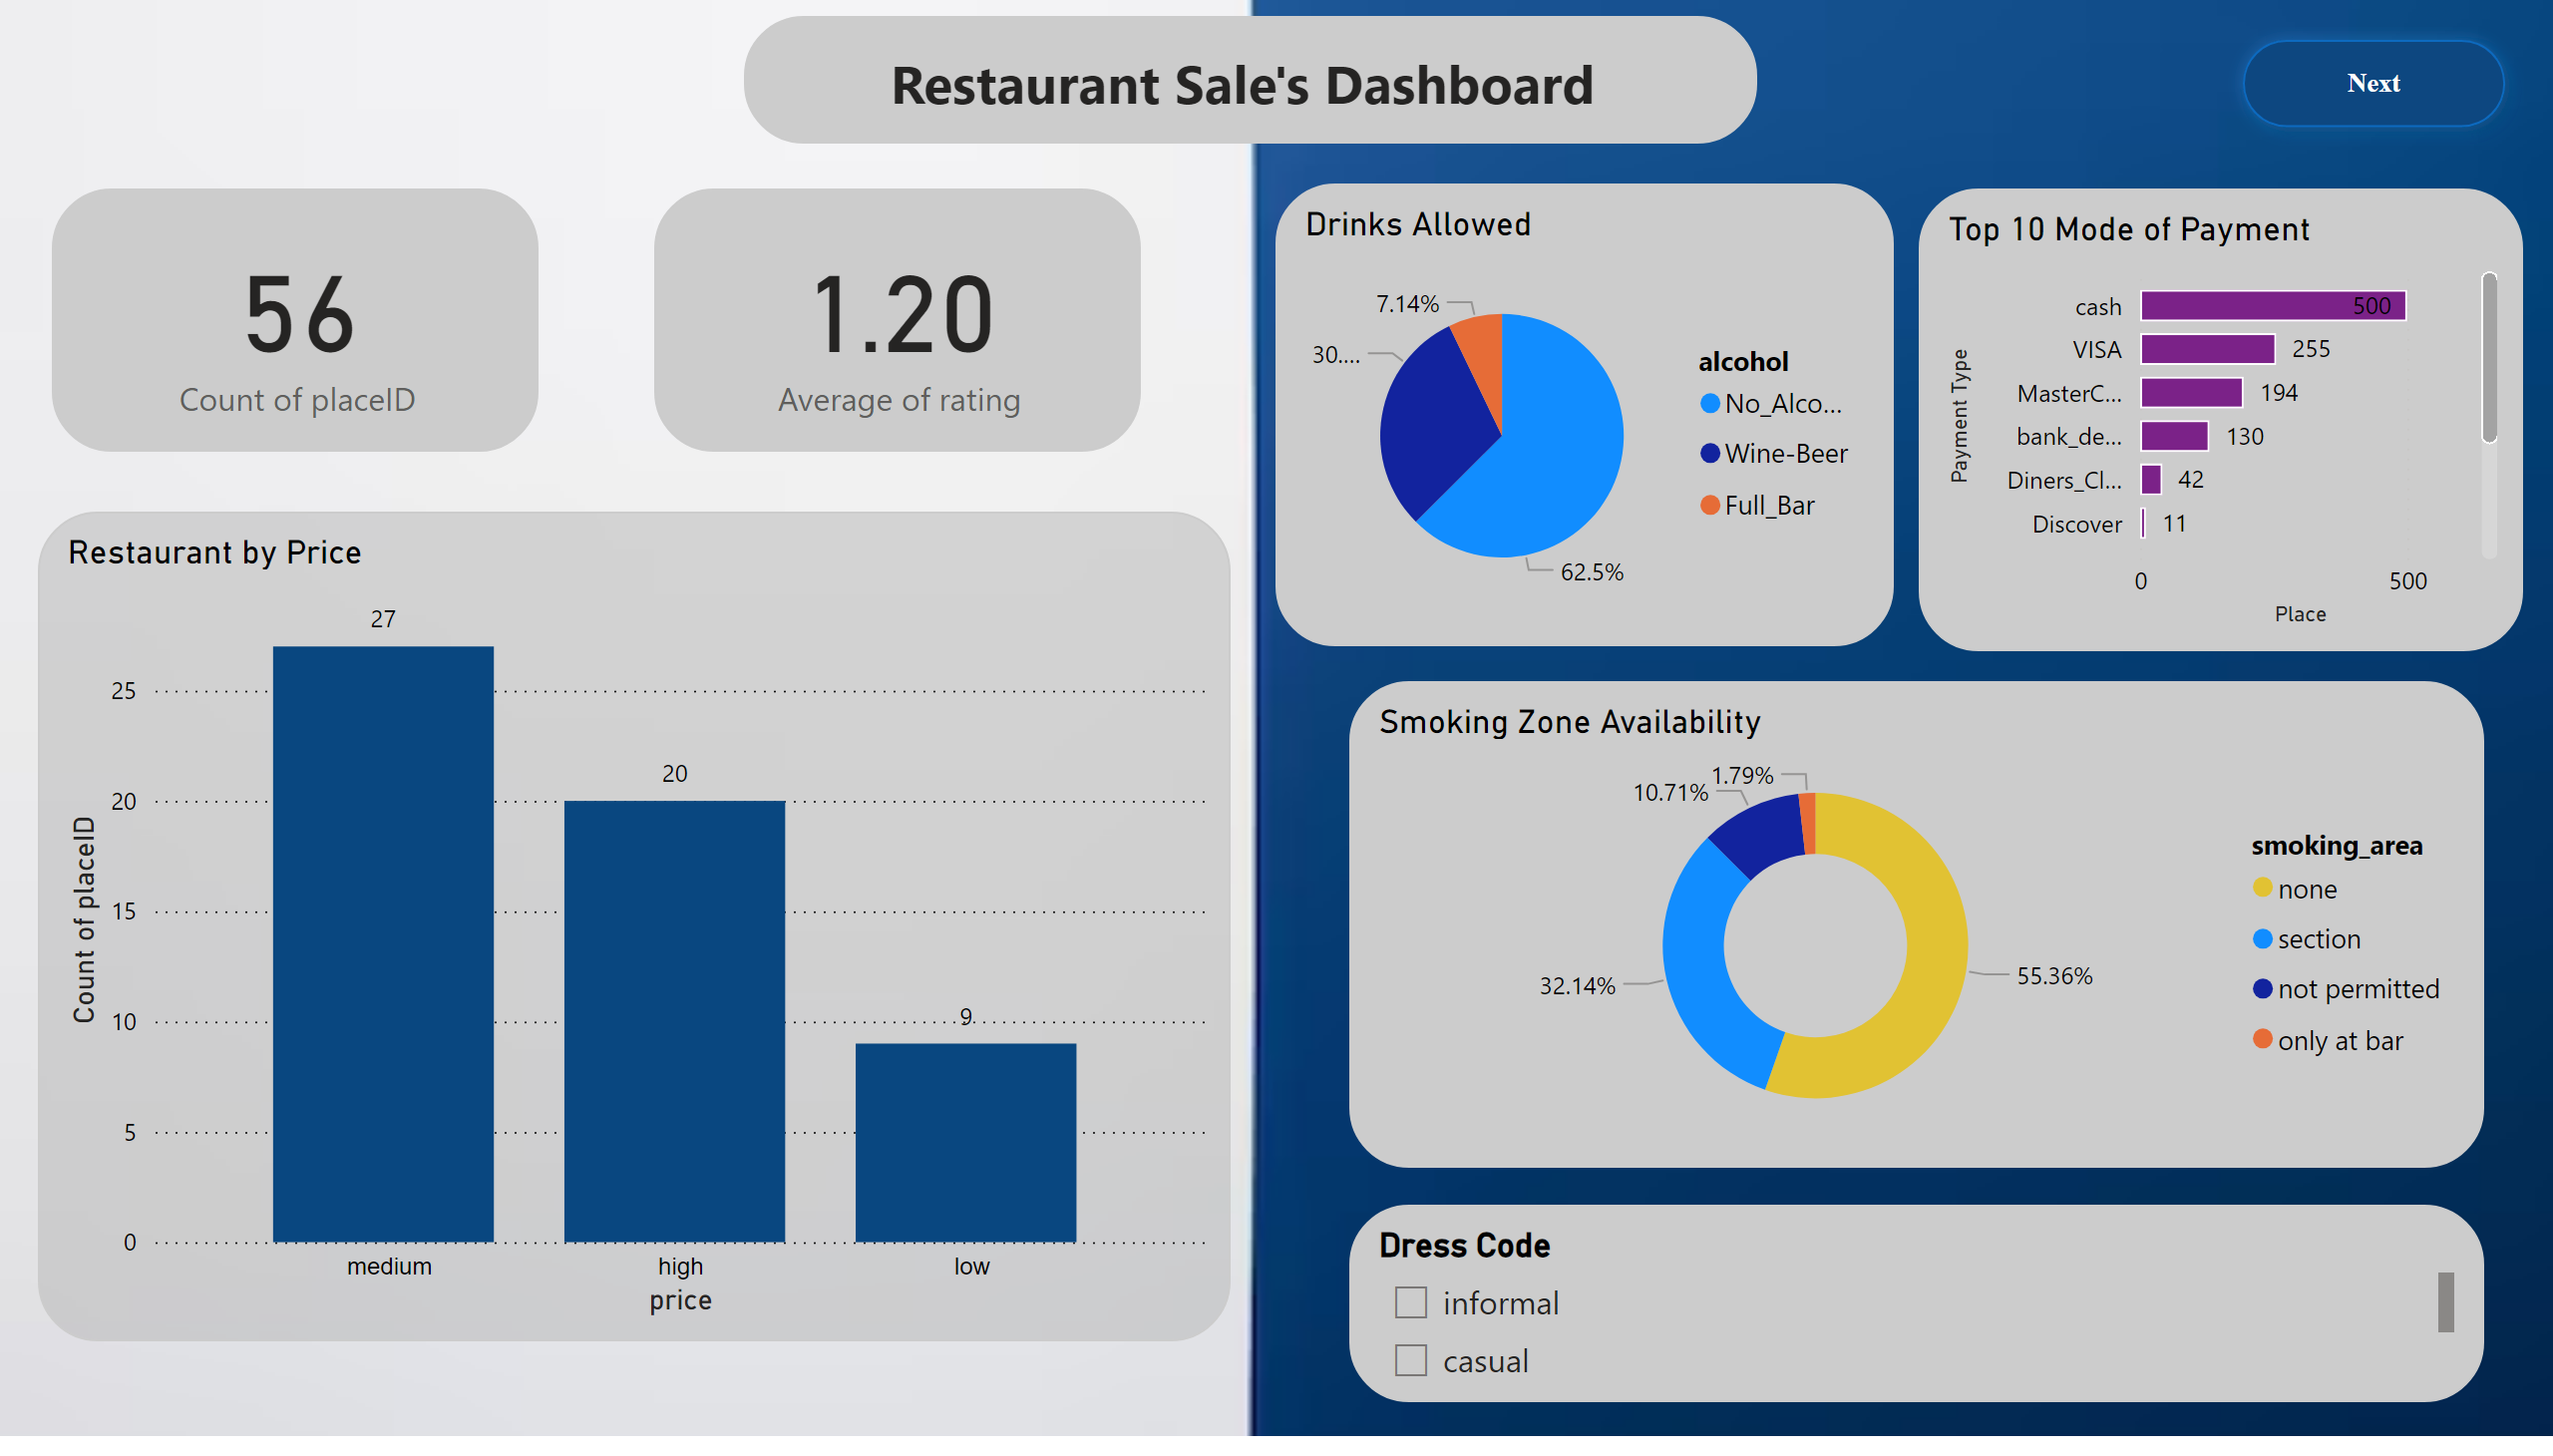 Restaurant Sale's Dashboard
Next
56
Count of placeID
1.20
Average of rating
Restaurant by Price
27
20
9
25
20
15
10
5
0
Count of placeID
medium
high
low
price
Drinks Allowed
7.14%
30....
62.5%
alcohol
No_Alco...
Wine-Beer
Full_Bar
Top 10 Mode of Payment
Payment Type
cash 500
VISA 255
MasterC... 194
bank_de... 130
Diners_Cl... 42
Discover 11
0 500
Place
Smoking Zone Availability
1.79%
10.71%
32.14%
55.36%
smoking_area
none
section
not permitted
only at bar
Dress Code
informal
casual